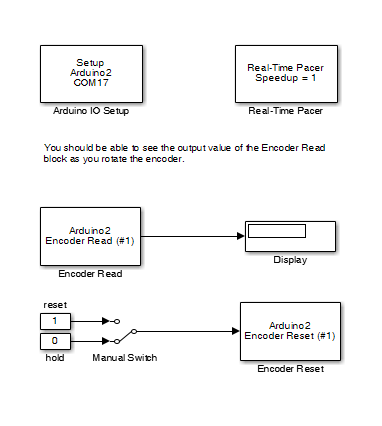 Setup
Arduino2
COM17
Arduino IO Setup
Real-Time Pacer
Speedup = 1
Real-Time Pacer
You should be able to see the output value of the Encoder Read
block as you rotate the encoder.
Arduino2
Encoder Read (#1)
Encoder Read
Display
reset
1
0
hold
Manual Switch
Arduino2
Encoder Reset (#1)
Encoder Reset